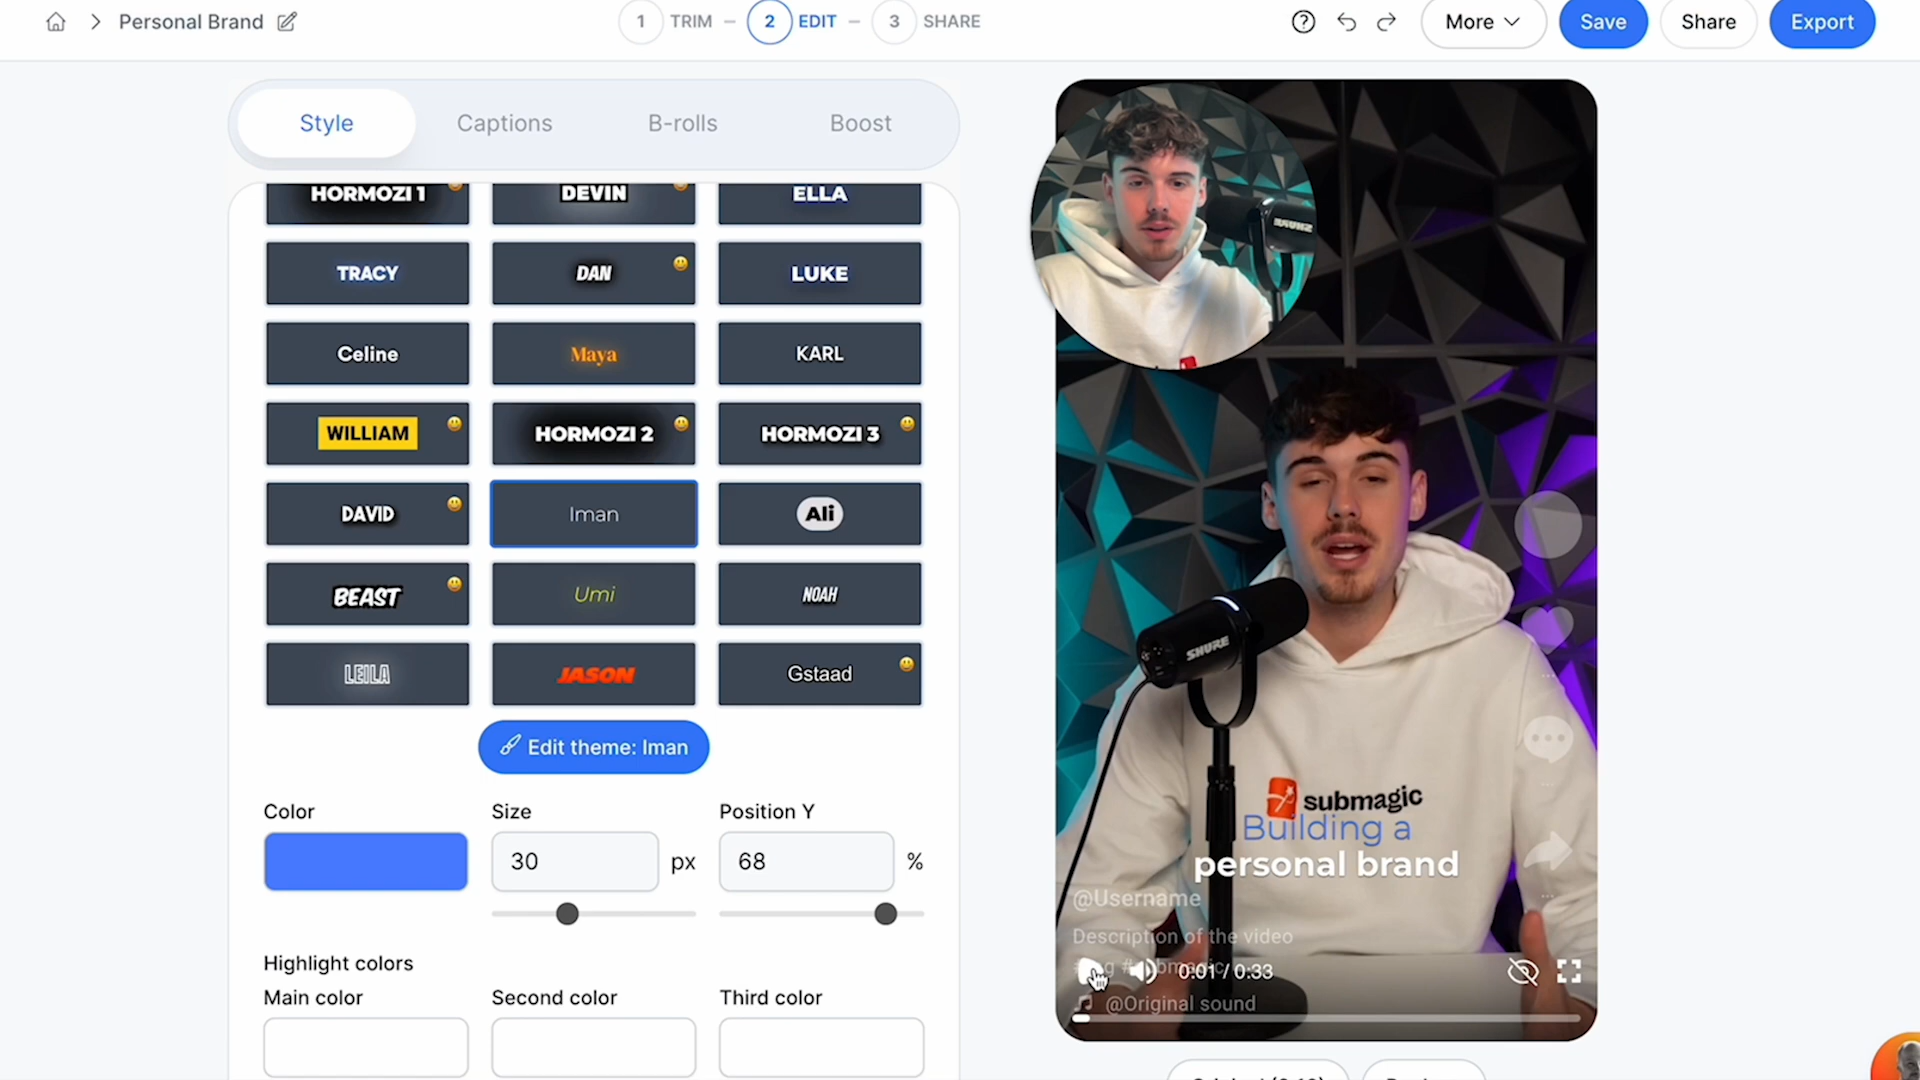 Personal Brand
1 TRIM
2 EDIT
3 SHARE
More
Save
Share
Export
Style
Captions
B-rolls
Boost
HORMOZI 1
DEVIN
ELLA
TRACY
DAN
LUKE
Celine
Maya
KARL
WILLIAM
HORMOZI 2
HORMOZI 3
DAVID
Iman
Ali
BEAST
Umi
NOAH
LEILA
JASON
Gstaad
Edit theme: Iman
Color
Size
Position Y
30 px
68 %
Highlight colors
Main color
Second color
Third color
SHURE
submagic
Building a
personal brand
@Username
Description of the video
0:01 / 0:33
@Original sound